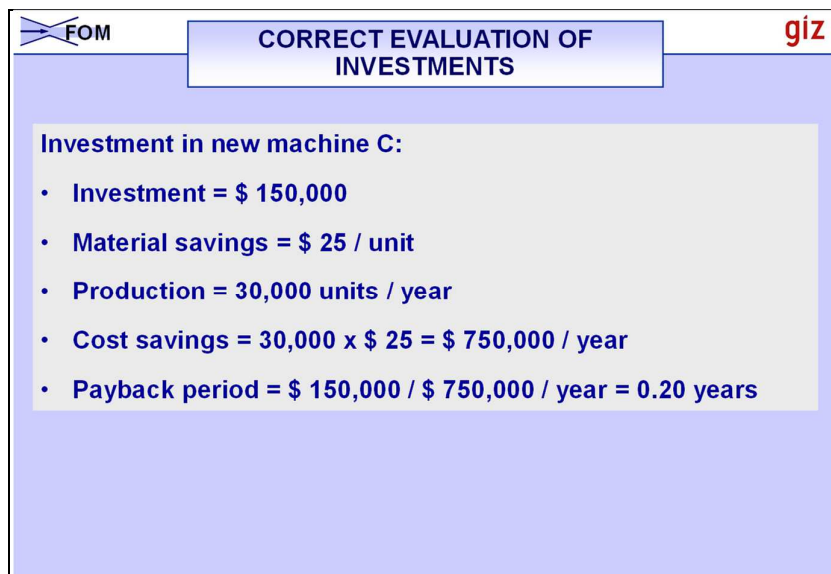 FOM
CORRECT EVALUATION OF
INVESTMENTS
giz
Investment in new machine C:
• Investment = $ 150,000
• Material savings = $ 25 / unit
• Production = 30,000 units / year
• Cost savings = 30,000 x $ 25 = $ 750,000 / year
• Payback period = $ 150,000 / $ 750,000 / year = 0.20 years